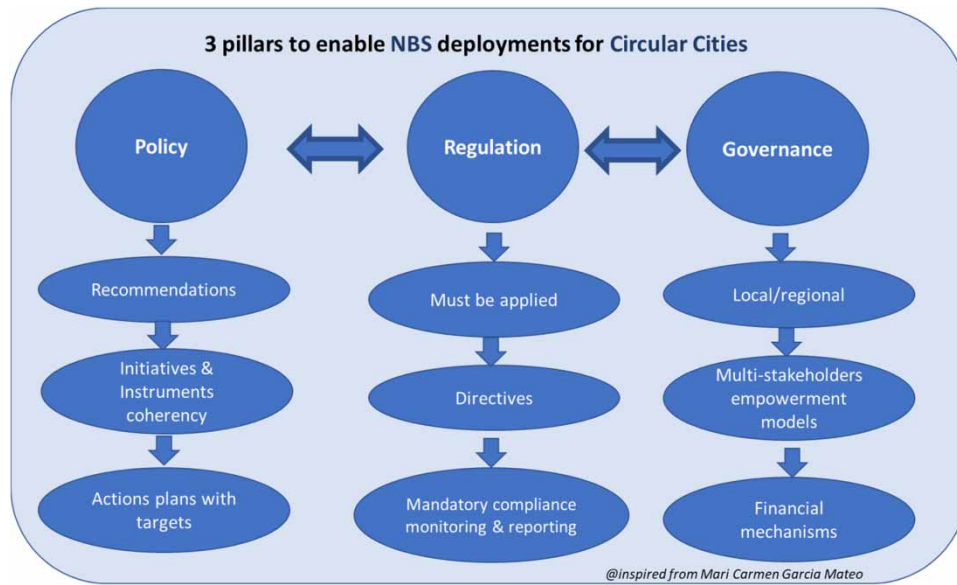 3 pillars to enable NBS deployments for Circular Cities
Policy
Regulation
Governance
Recommendations
Must be applied
Local/regional
Initiatives &
Instruments
coherency
Directives
Multi-stakeholders
empowerment
models
Actions plans with
targets
Mandatory compliance
monitoring & reporting
Financial
mechanisms
@inspired from Mari Carmen Garcia Mateo